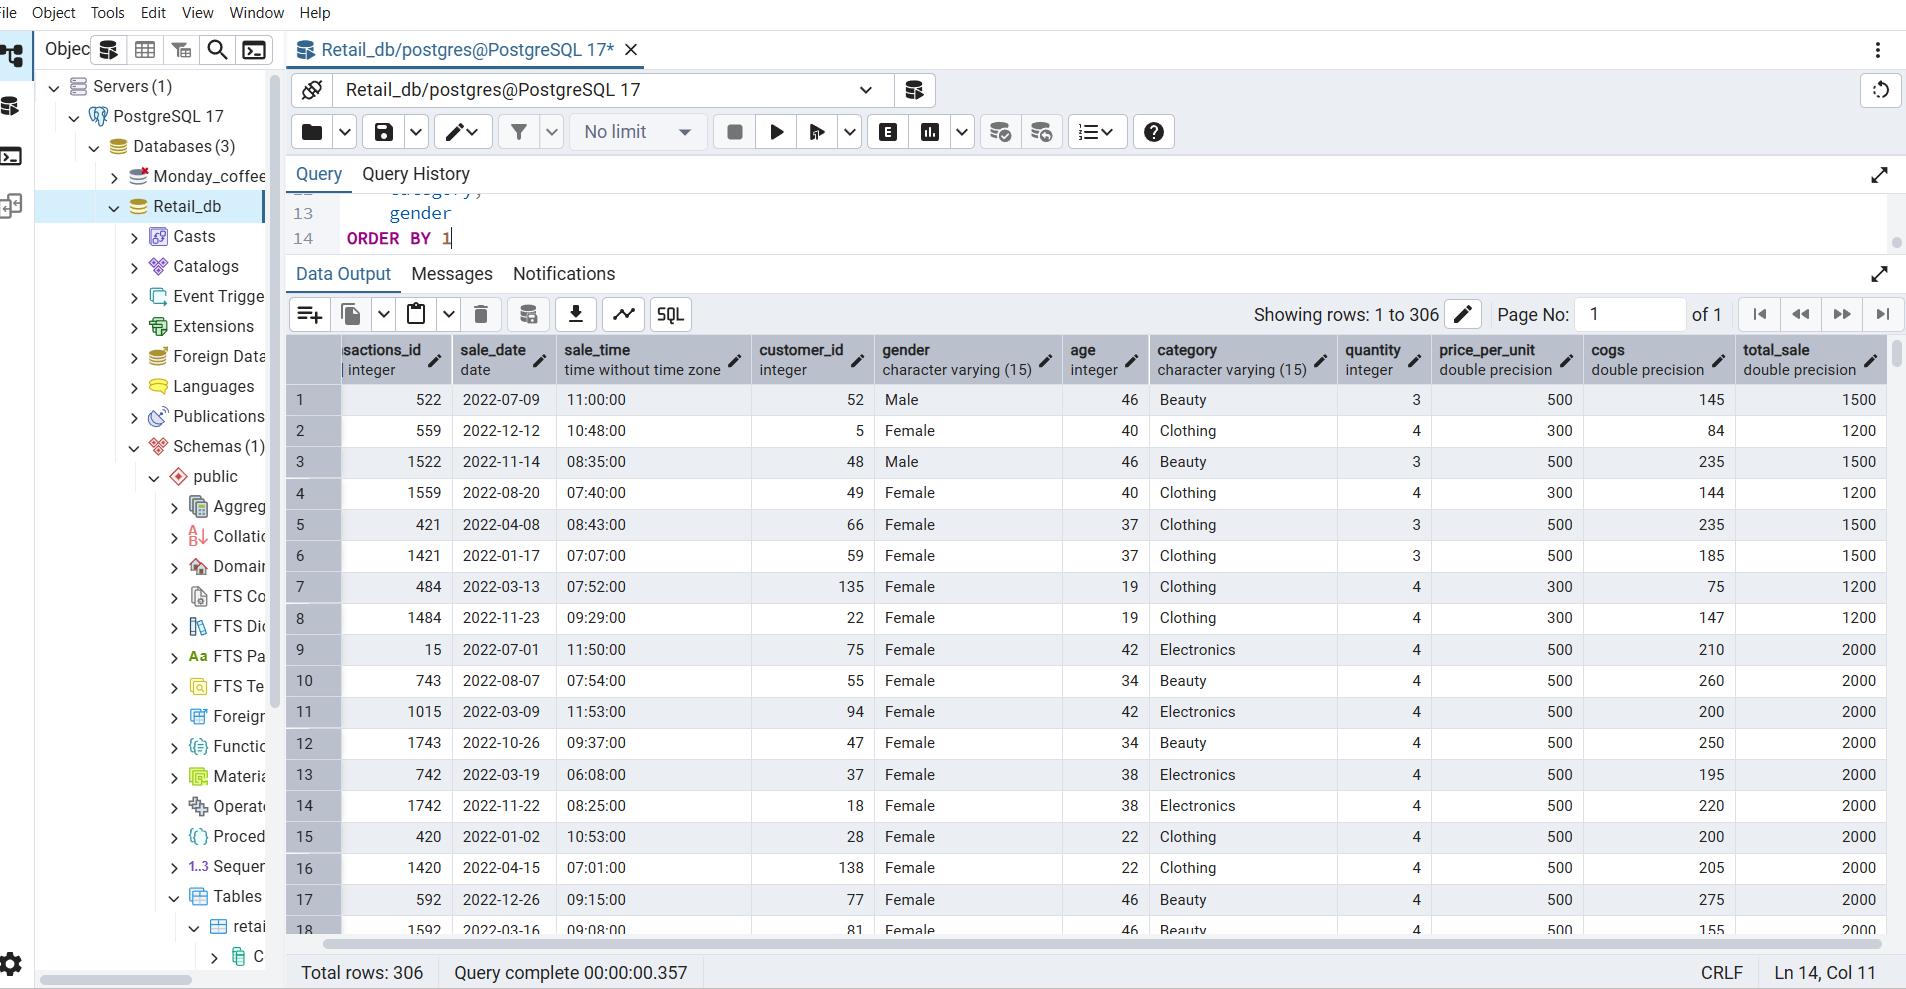 File Object Tools Edit View Window Help
Objec
Servers (1)
PostgreSQL 17
Databases (3)
Monday_coffee
Retail_db
Casts
Catalogs
Event Trigge
Extensions
Foreign Data
Languages
Publications
Schemas (1)
public
Aggreg
Collatic
Domair
FTS Co
FTS Dic
Aa FTS Pa
FTS Te
Foreigr
Functic
Materia
Operat
Proced
1..3 Sequer
Tables
retai
C
Retail_db/postgres@PostgreSQL 17*
Retail_db/postgres@PostgreSQL 17
No limit
E
Query Query History
13 gender
14 ORDER BY 1
Data Output Messages Notifications
SQL Showing rows: 1 to 306 Page No: 1 of 1
sactions_id sale_date sale_time customer_id gender age category quantity price_per_unit cogs total_sale
integer date time without time zone integer character varying (15) integer character varying (15) integer double precision double precision double precision
1 522 2022-07-09 11:00:00 52 Male 46 Beauty 3 500 145 1500
2 559 2022-12-12 10:48:00 5 Female 40 Clothing 4 300 84 1200
3 1522 2022-11-14 08:35:00 48 Male 46 Beauty 3 500 235 1500
4 1559 2022-08-20 07:40:00 49 Female 40 Clothing 4 300 144 1200
5 421 2022-04-08 08:43:00 66 Female 37 Clothing 3 500 235 1500
6 1421 2022-01-17 07:07:00 59 Female 37 Clothing 3 500 185 1500
7 484 2022-03-13 07:52:00 135 Female 19 Clothing 4 300 75 1200
8 1484 2022-11-23 09:29:00 22 Female 19 Clothing 4 300 147 1200
9 15 2022-07-01 11:50:00 75 Female 42 Electronics 4 500 210 2000
10 743 2022-08-07 07:54:00 55 Female 34 Beauty 4 500 260 2000
11 1015 2022-03-09 11:53:00 94 Female 42 Electronics 4 500 200 2000
12 1743 2022-10-26 09:37:00 47 Female 34 Beauty 4 500 250 2000
13 742 2022-03-19 06:08:00 37 Female 38 Electronics 4 500 195 2000
14 1742 2022-11-22 08:25:00 18 Female 38 Electronics 4 500 220 2000
15 420 2022-01-02 10:53:00 28 Female 22 Clothing 4 500 200 2000
16 1420 2022-04-15 07:01:00 138 Female 22 Clothing 4 500 205 2000
17 592 2022-12-26 09:15:00 77 Female 46 Beauty 4 500 275 2000
18 1592 2022-03-16 09:08:00 81 Female 46 Beauty 4 500 155 2000
Total rows: 306 Query complete 00:00:00.357 CRLF Ln 14, Col 11